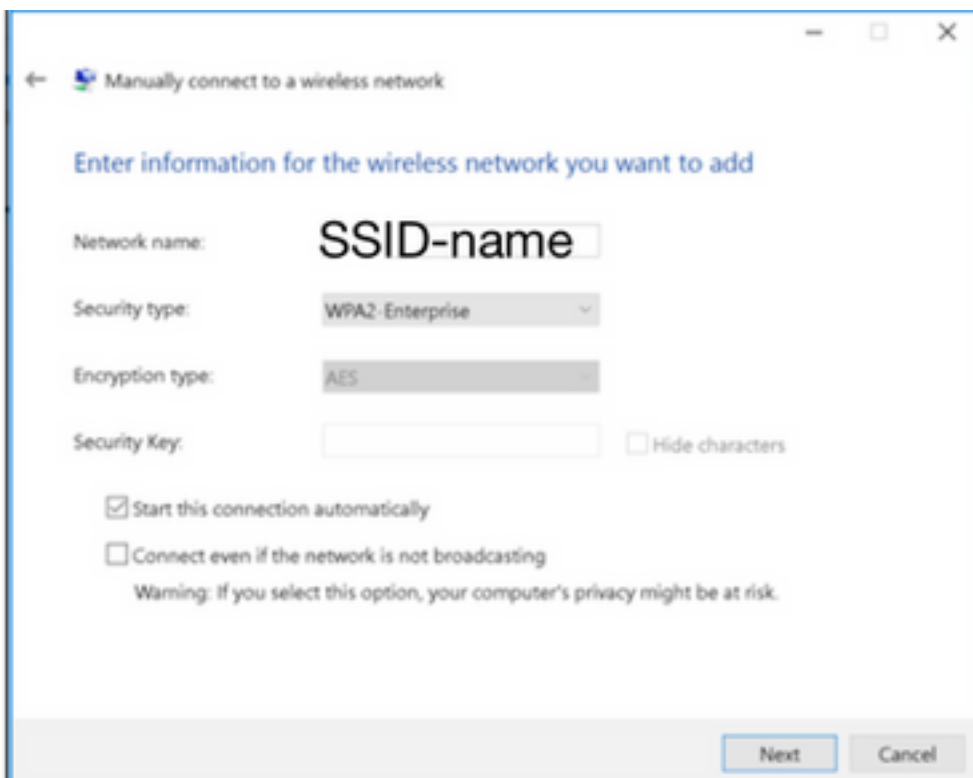 Manually connect to a wireless network
Enter information for the wireless network you want to add
Network name: SSID-name
Security type: WPA2-Enterprise
Encryption type: AES
Security Key: Hide characters
Start this connection automatically
Connect even if the network is not broadcasting
Warning: If you select this option, your computer's privacy might be at risk.
Next Cancel